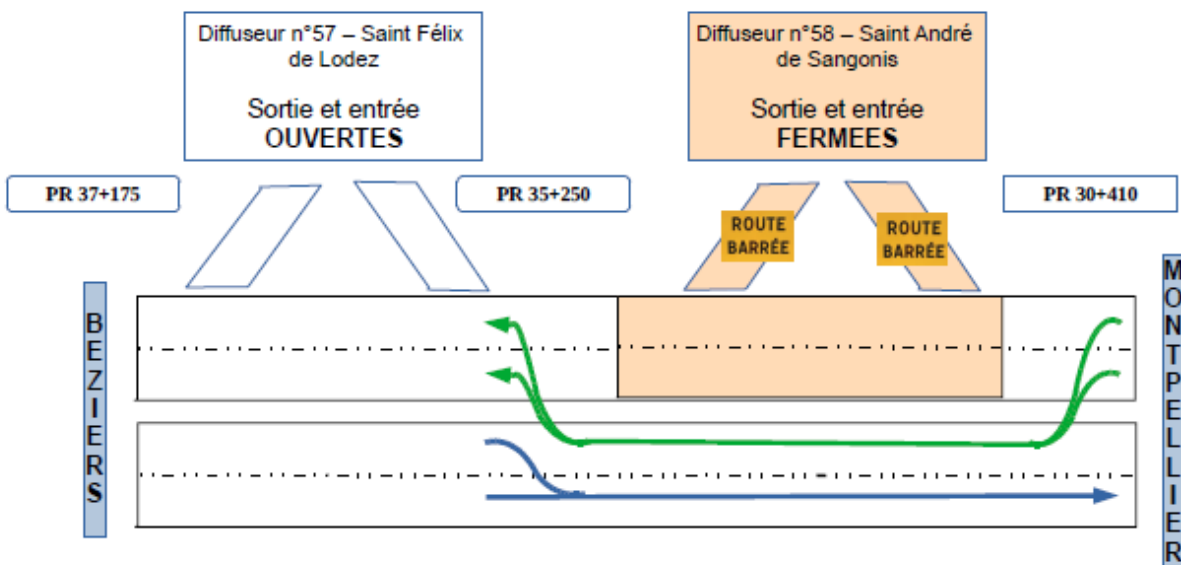 Diffuseur n°57 – Saint Félix
de Lodez
Sortie et entrée
OUVERTES
Diffuseur n°58 – Saint André
de Sangonis
Sortie et entrée
FERMEES
PR 37+175
PR 35+250
PR 30+410
ROUTE
BARRÉE
ROUTE
BARRÉE
BEZIERS
MONTPELLIER